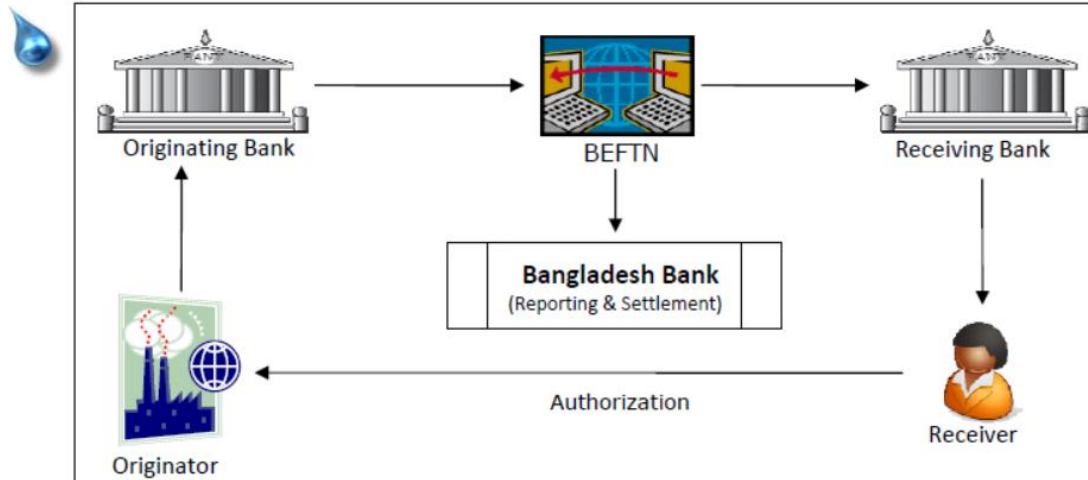 Originating Bank
BEFTN
Receiving Bank
Bangladesh Bank
(Reporting & Settlement)
Authorization
Originator
Receiver